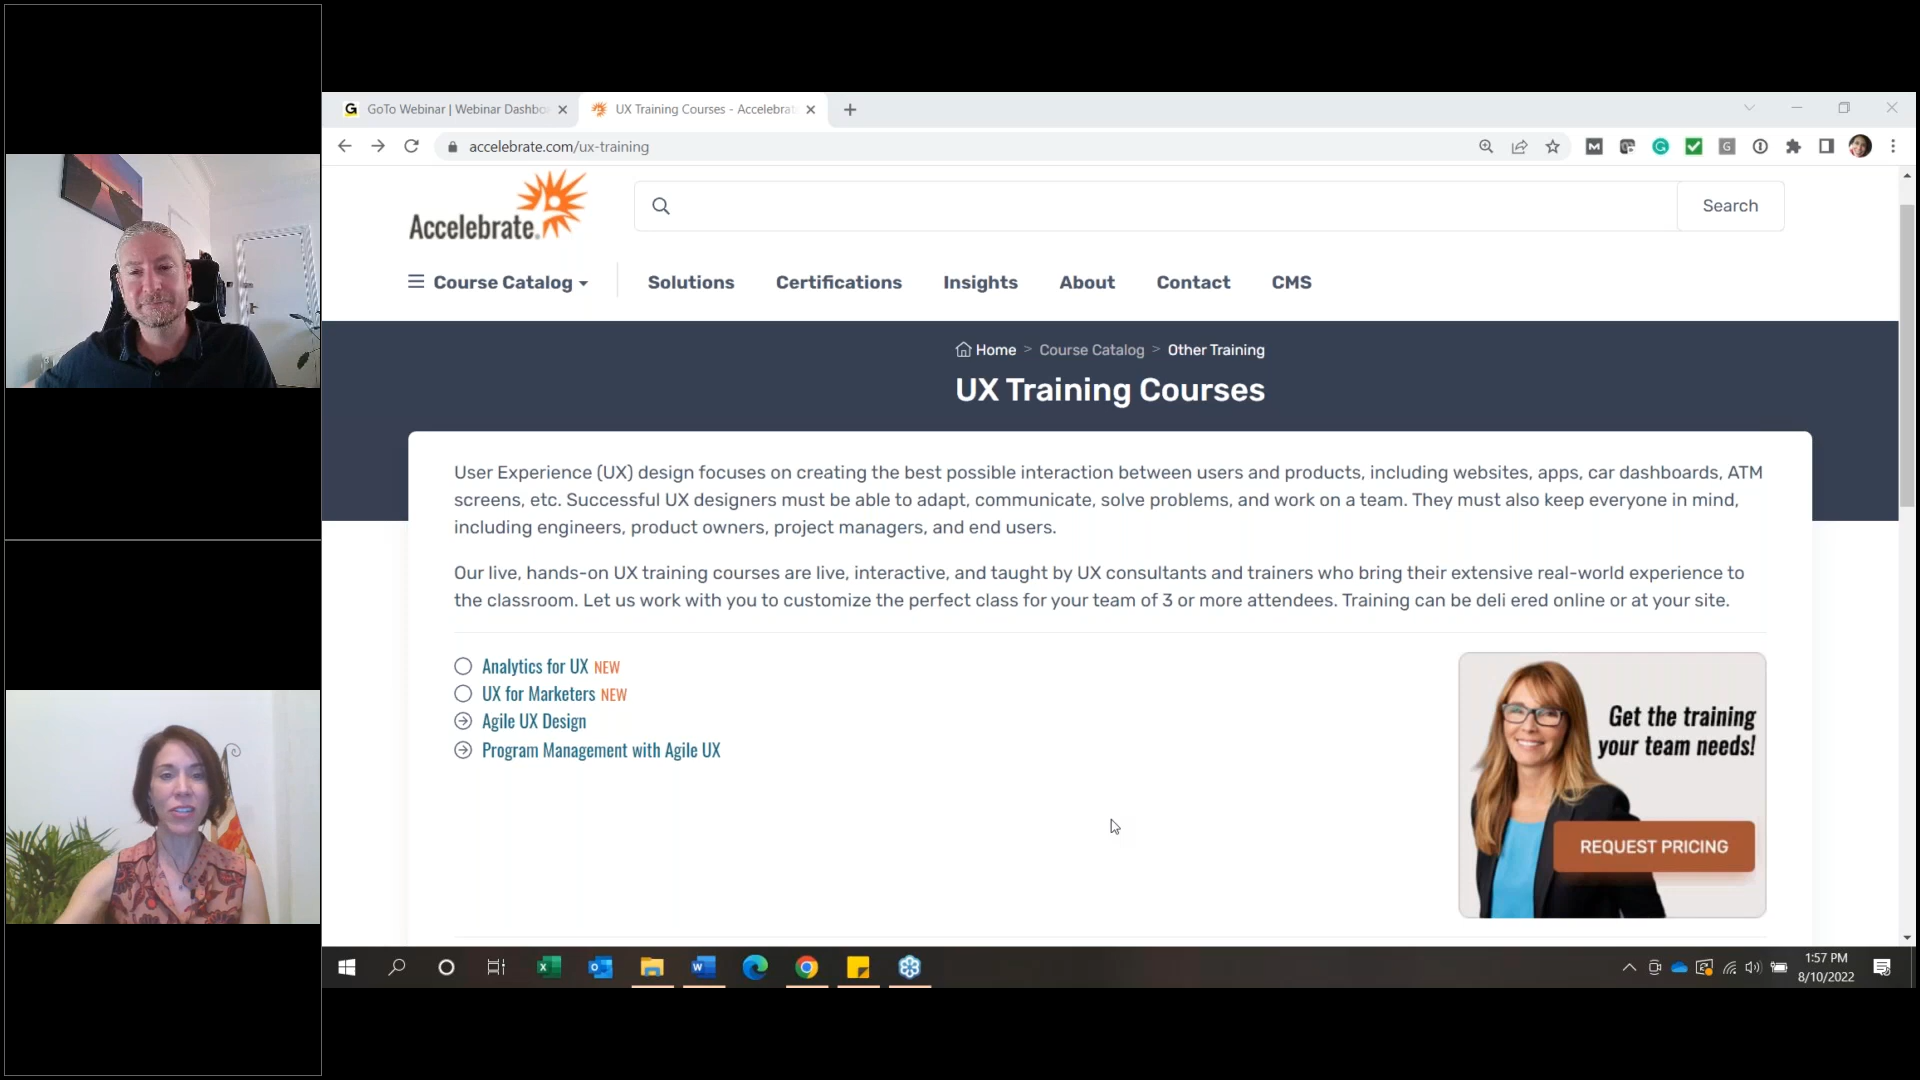 GoTo Webinar | Webinar Dashbo
UX Training Courses - Accelebrat
accelebrate.com/ux-training
Accelebrate.
Search
Course Catalog
Solutions
Certifications
Insights
About
Contact
CMS
Home > Course Catalog > Other Training
UX Training Courses
User Experience (UX) design focuses on creating the best possible interaction between users and products, including websites, apps, car dashboards, ATM
screens, etc. Successful UX designers must be able to adapt, communicate, solve problems, and work on a team. They must also keep everyone in mind,
including engineers, product owners, project managers, and end users.
Our live, hands-on UX training courses are live, interactive, and taught by UX consultants and trainers who bring their extensive real-world experience to
the classroom. Let us work with you to customize the perfect class for your team of 3 or more attendees. Training can be deli ered online or at your site.
Analytics for UX NEW
UX for Marketers NEW
Agile UX Design
Program Management with Agile UX
Get the training
your team needs!
REQUEST PRICING
1:57 PM
8/10/2022